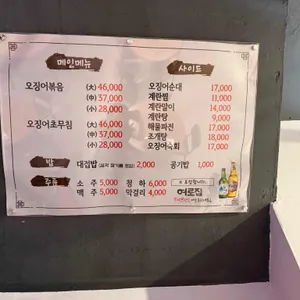 메인메뉴
오징어볶음 (大) 46,000
(中) 37,000
(小) 28,000
오징어초무침 (大) 46,000
(中) 37,000
(小) 28,000
사이드
오징어순대 17,000
계란찜 11,000
계란말이 14,000
계란탕 9,000
해물파전 17,000
조개탕 18,000
오징어숙회 17,000
밥
대접밥 2,000
공기밥 1,000
주류
소주 5,000
청하 6,000
맥주 5,000
막걸리 4,000
여로집